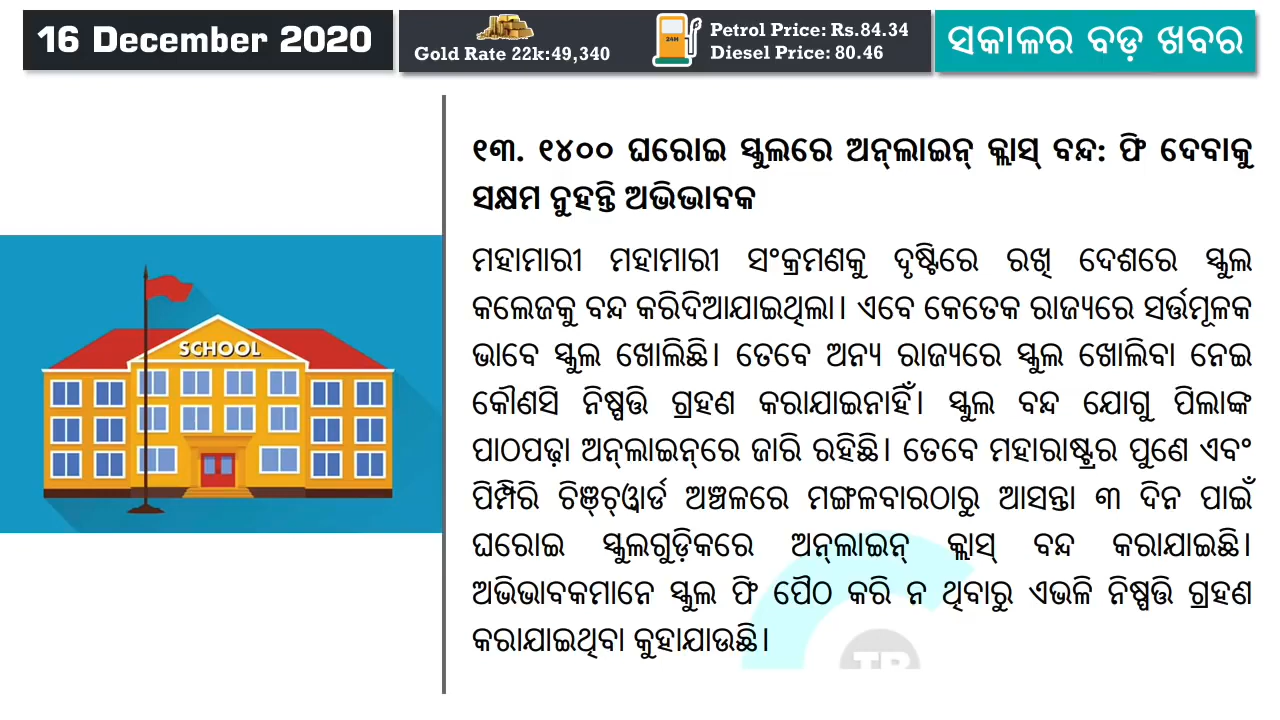 16 December 2020
Gold Rate 22k:49,340
24H
Petrol Price: Rs.84.34
Diesel Price: 80.46
ସକାଳର ବଡ଼ ଖବର
୧୩. ୧୪୦୦ ଘରୋଇ ସ୍କୁଲରେ ଅନ୍‌ଲାଇନ୍ କ୍ଲାସ୍ ବନ୍ଦ: ଫି ଦେବାକୁ
ସକ୍ଷମ ନୁହନ୍ତି ଅଭିଭାବକ
ମହାମାରୀ ମହାମାରୀ ସଂକ୍ରମଣକୁ ଦୃଷ୍ଟିରେ ରଖି ଦେଶରେ ସ୍କୁଲ
କଲେଜକୁ ବନ୍ଦ କରିଦିଆଯାଇଥିଲା। ଏବେ କେତେକ ରାଜ୍ୟରେ ସର୍ତ୍ତମୂଳକ
ଭାବେ ସ୍କୁଲ ଖୋଲିଛି। ତେବେ ଅନ୍ୟ ରାଜ୍ୟରେ ସ୍କୁଲ ଖୋଲିବା ନେଇ
କୌଣସି ନିଷ୍ପତ୍ତି ଗ୍ରହଣ କରାଯାଇନାହିଁ। ସ୍କୁଲ ବନ୍ଦ ଯୋଗୁ ପିଲାଙ୍କ
ପାଠପଢ଼ା ଅନ୍‌ଲାଇନ୍‌ରେ ଜାରି ରହିଛି। ତେବେ ମହାରାଷ୍ଟ୍ରର ପୁଣେ ଏବଂ
ପିମ୍ପିରି ଚିଞ୍ଚ୍‌ୱାର୍ଡ ଅଞ୍ଚଳରେ ମଙ୍ଗଳବାରଠାରୁ ଆସନ୍ତା ୩ ଦିନ ପାଇଁ
ଘରୋଇ ସ୍କୁଲଗୁଡ଼ିକରେ ଅନ୍‌ଲାଇନ୍ କ୍ଲାସ୍ ବନ୍ଦ କରାଯାଇଛି।
ଅଭିଭାବକମାନେ ସ୍କୁଲ ଫି ପୈଠ କରି ନ ଥିବାରୁ ଏଭଳି ନିଷ୍ପତ୍ତି ଗ୍ରହଣ
କରାଯାଇଥିବା କୁହାଯାଉଛି।
SCHOOL